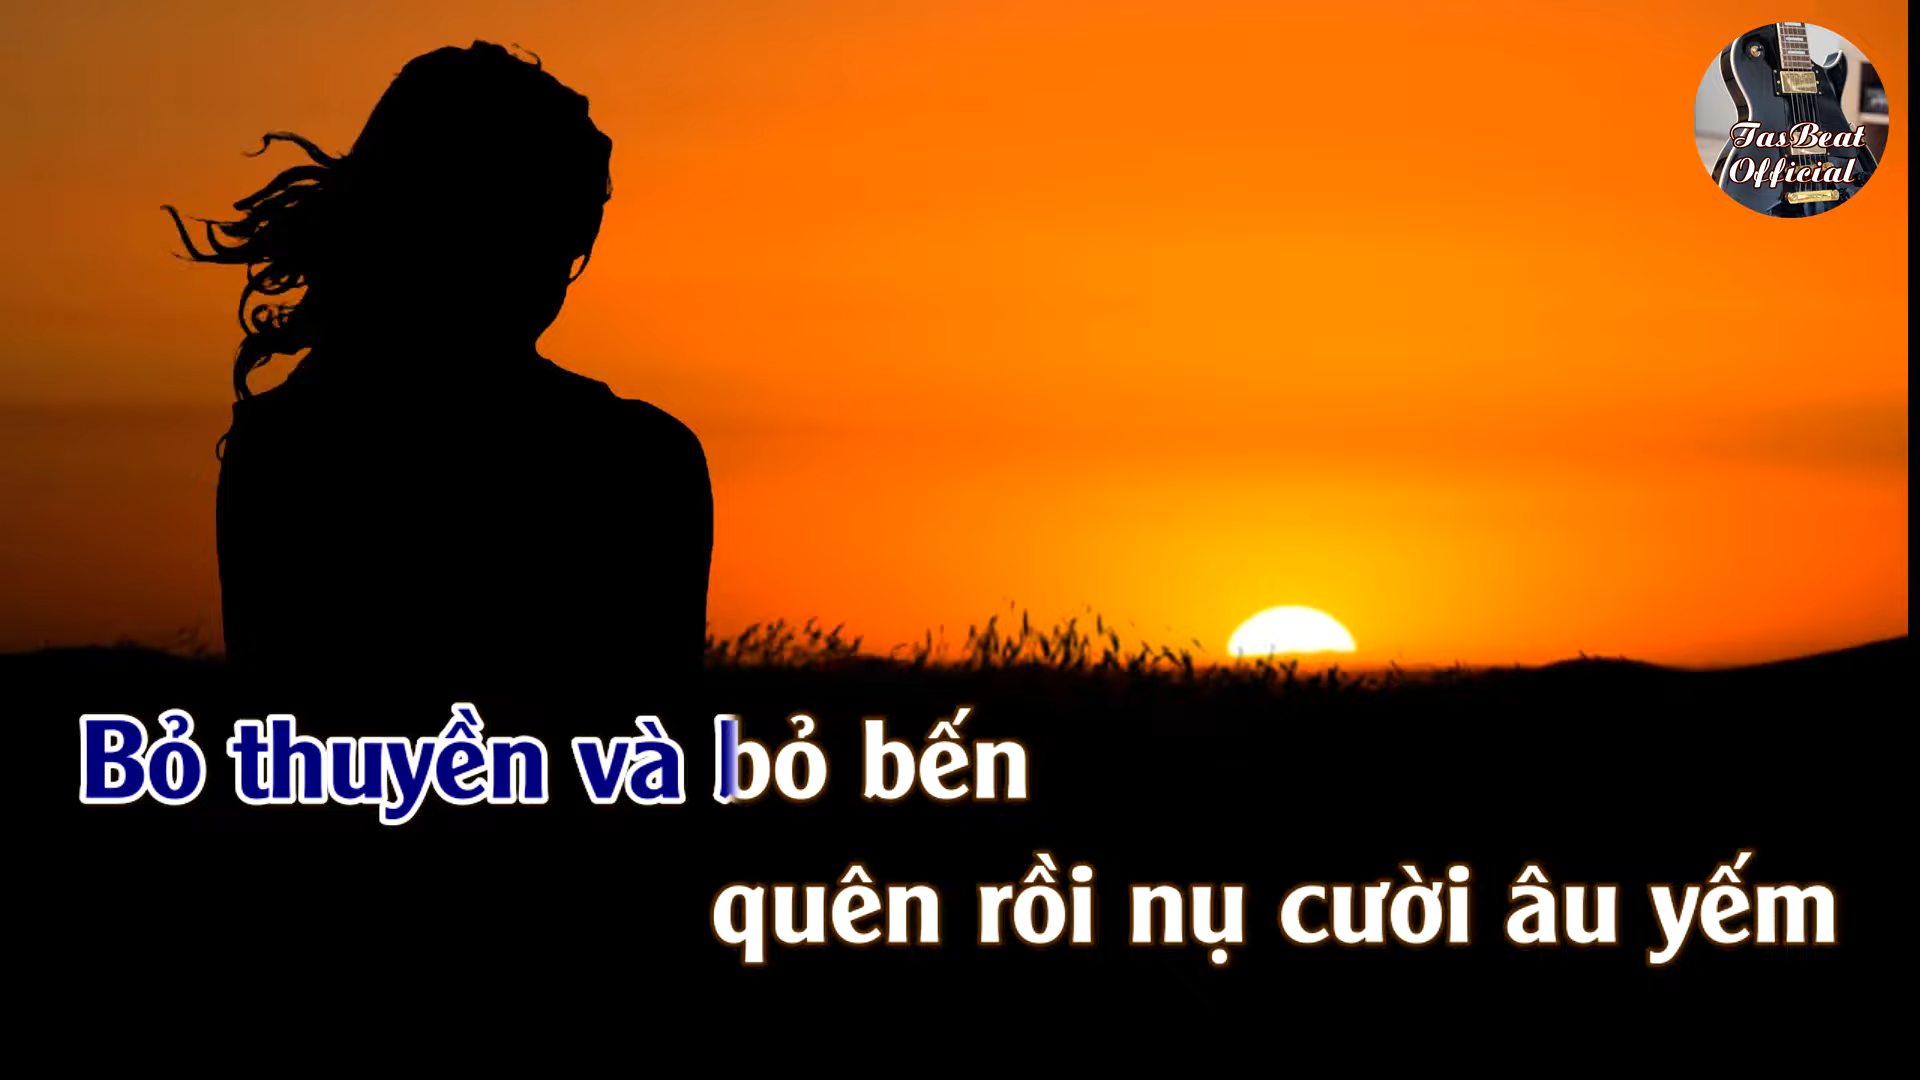 TasBeat
Official
Bỏ thuyền và bỏ bến
quên rồi nụ cười âu yếm